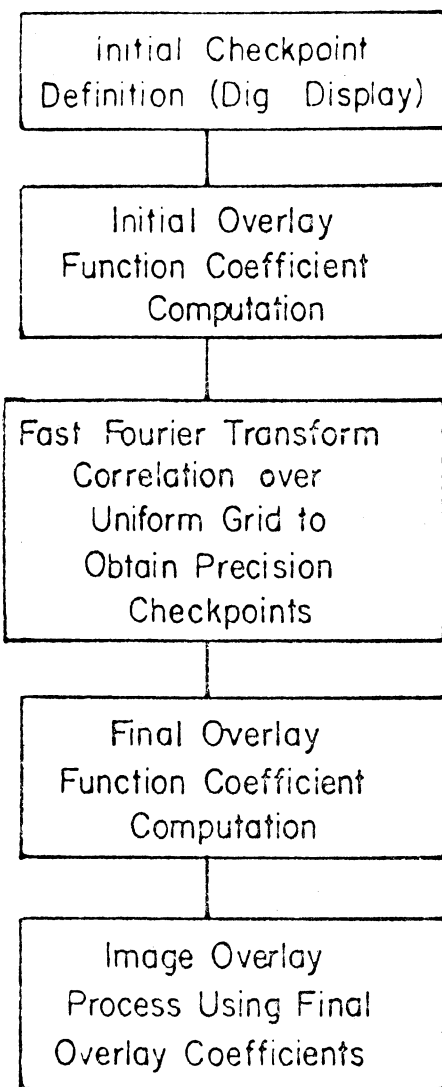 Initial Checkpoint
Definition (Dig Display)
Initial Overlay
Function Coefficient
Computation
Fast Fourier Transform
Correlation over
Uniform Grid to
Obtain Precision
Checkpoints
Final Overlay
Function Coefficient
Computation
Image Overlay
Process Using Final
Overlay Coefficients